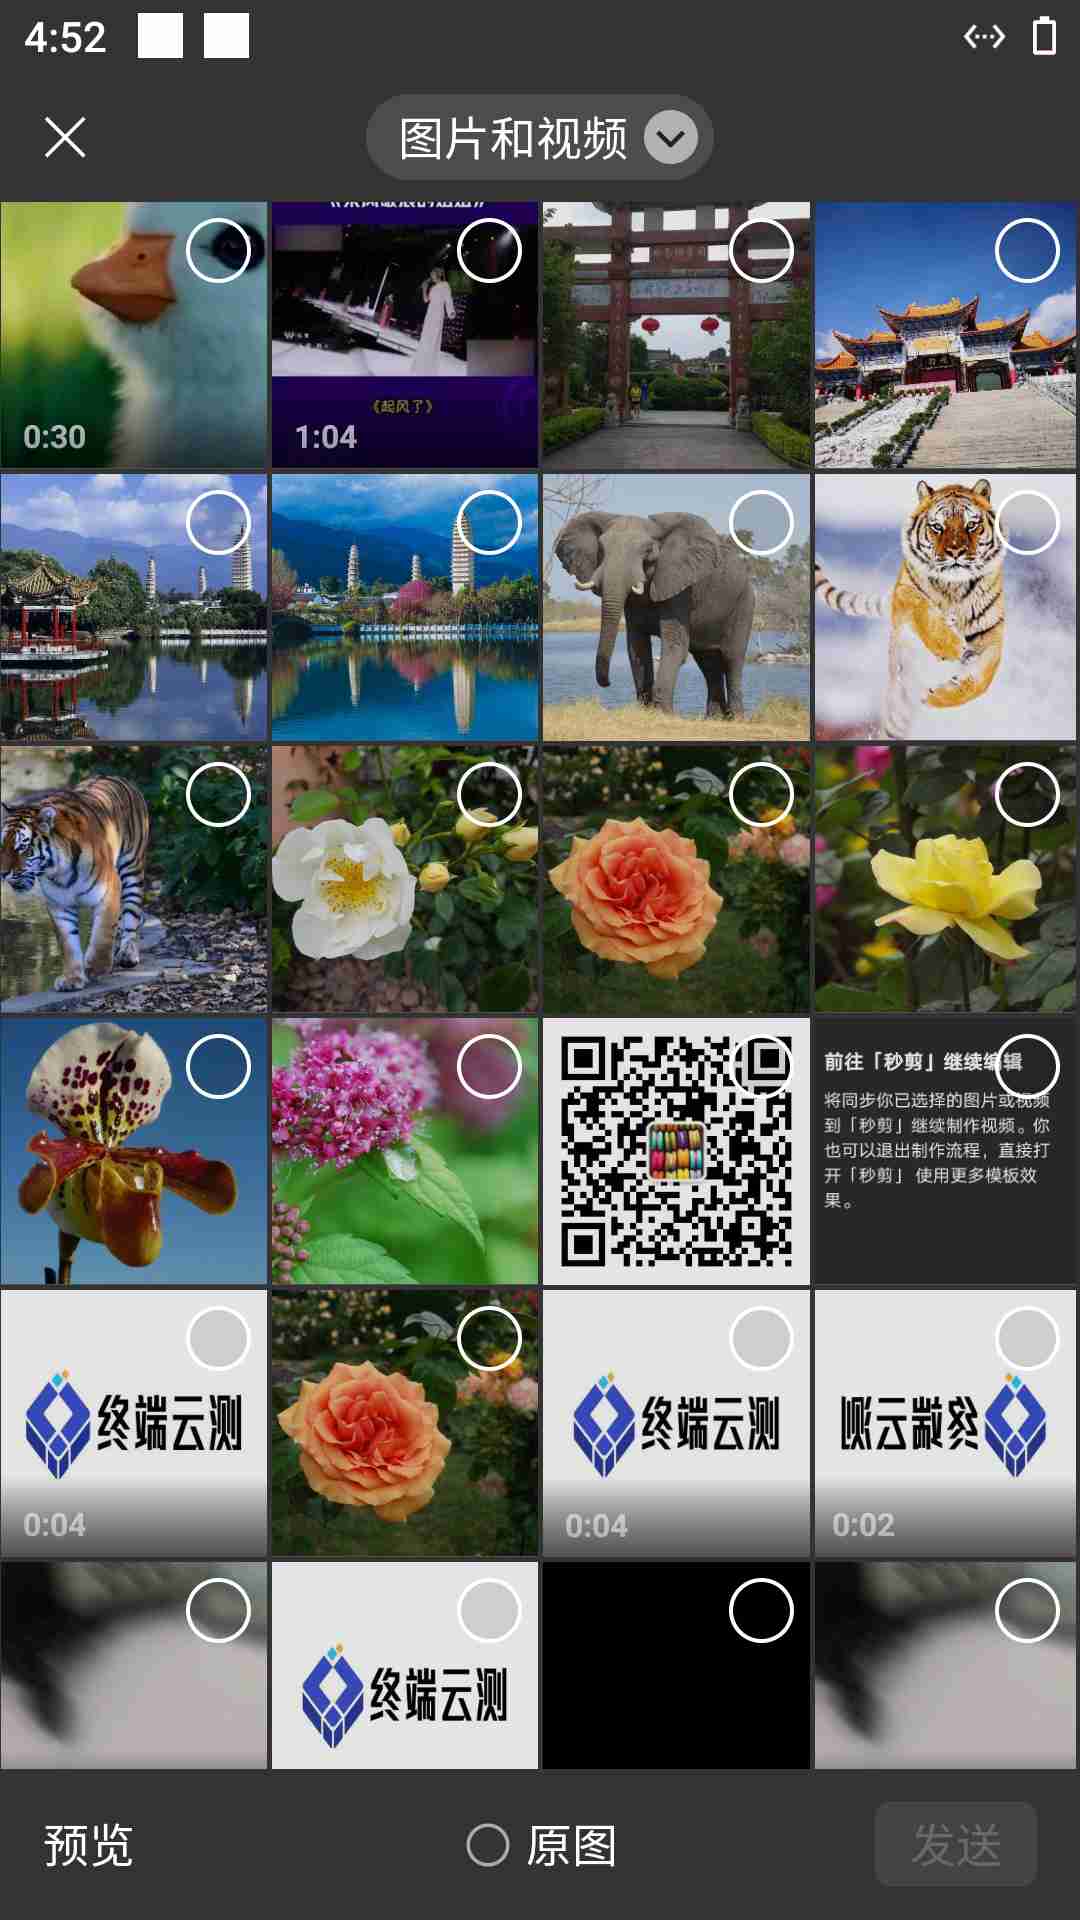 4:52
图片和视频
0:30
《起风了》
1:04
前往「秒剪」继续编辑
将同步你已选择的图片或视频
到「秒剪」继续制作视频。你
也可以退出制作流程，直接打
开「秒剪」使用更多模板效
果。
终端云测
0:04
终端云测
0:04
终端云测
0:02
终端云测
预览
原图
发送